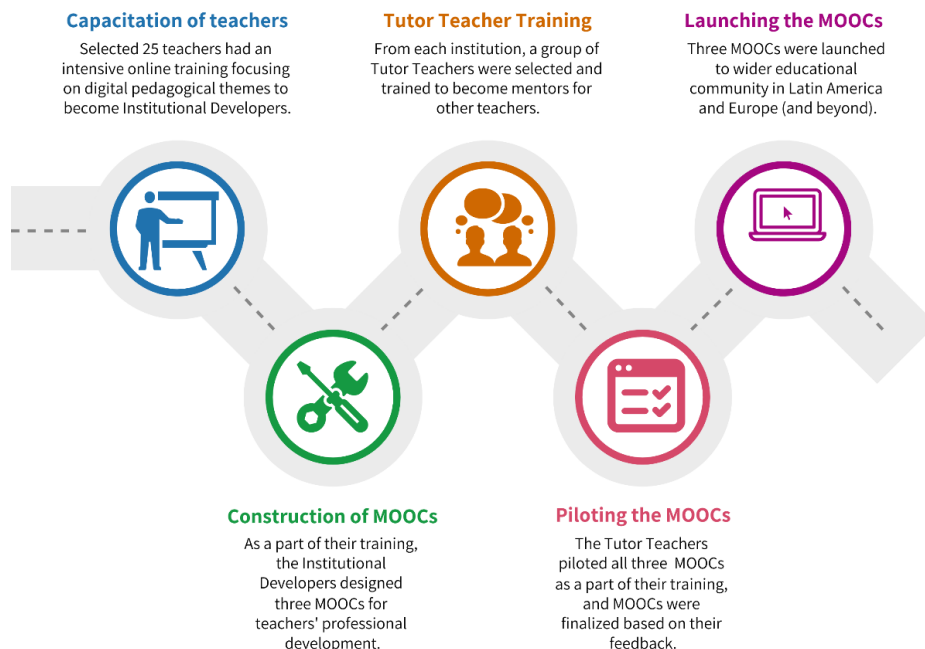 Capacitation of teachers
Selected 25 teachers had an
intensive online training focusing
on digital pedagogical themes to
become Institutional Developers.
Tutor Teacher Training
From each institution, a group of
Tutor Teachers were selected and
trained to become mentors for
other teachers.
Launching the MOOCs
Three MOOCs were launched
to wider educational
community in Latin America
and Europe (and beyond).
Construction of MOOCs
As a part of their training,
the Institutional
Developers designed
three MOOCs for
teachers' professional
development.
Piloting the MOOCs
The Tutor Teachers
piloted all three MOOCs
as a part of their training,
and MOOCs were
finalized based on their
feedback.